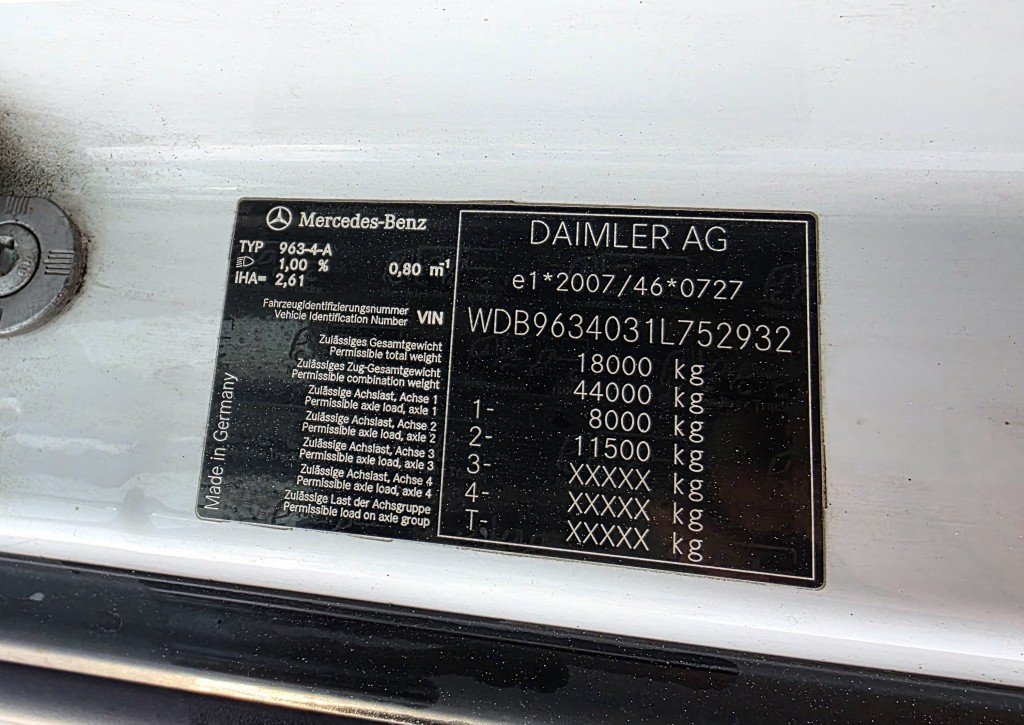 Mercedes-Benz
TYP 963-4-A
1,00 % 0,80 m-1
IHA= 2,61
Fahrzeugidentifizierungsnummer
Vehicle Identification Number VIN
Zulässiges Gesamtgewicht
Permissible total weight
Zulässiges Zug-Gesamtgewicht
Permissible combination weight
Zulässige Achslast, Achse 1
Permissible axle load, axle 1
Zulässige Achslast, Achse 2
Permissible axle load, axle 2
Zulässige Achslast, Achse 3
Permissible axle load, axle 3
Zulässige Achslast, Achse 4
Permissible axle load, axle 4
Zulässige Last der Achsgruppe
Permissible load on axle group
Made in Germany
DAIMLER AG
e1*2007/46*0727
WDB9634031L752932
18000 kg
44000 kg
1- 8000 kg
2- 11500 kg
3- XXXXX kg
4- XXXXX kg
T- XXXXX kg